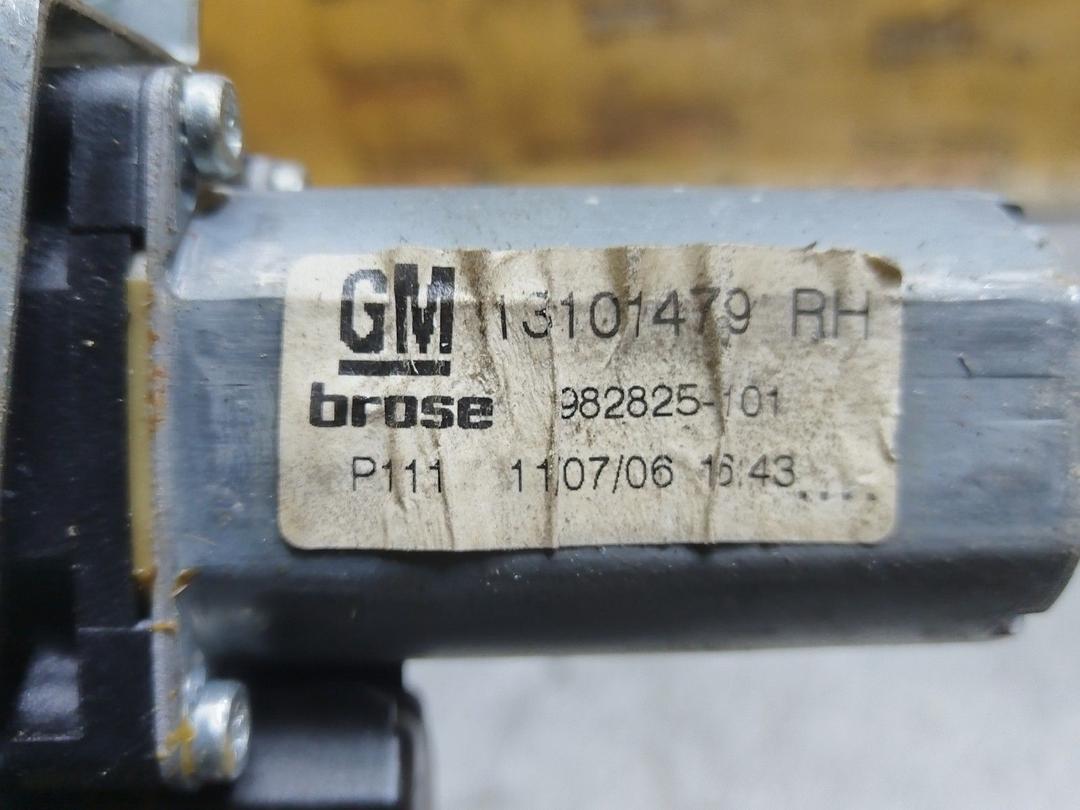 GM 13101479 RH
brose 982825-101
P111 11/07/06 16:43